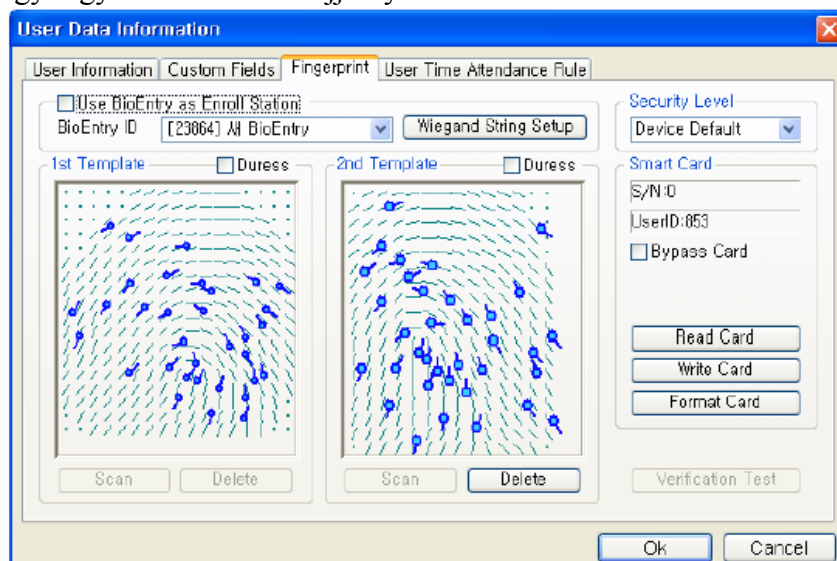 User Data Information
User Information Custom Fields Fingerprint User Time Attendance Rule
Use BioEntry as Enroll Station
BioEntry ID [23864] 새 BioEntry Wiegand String Setup
Security Level
Device Default
1st Template Duress
2nd Template Duress
Smart Card
S/N:0
UserID:853
Bypass Card
Read Card
Write Card
Format Card
Scan Delete
Scan Delete
Verification Test
Ok Cancel